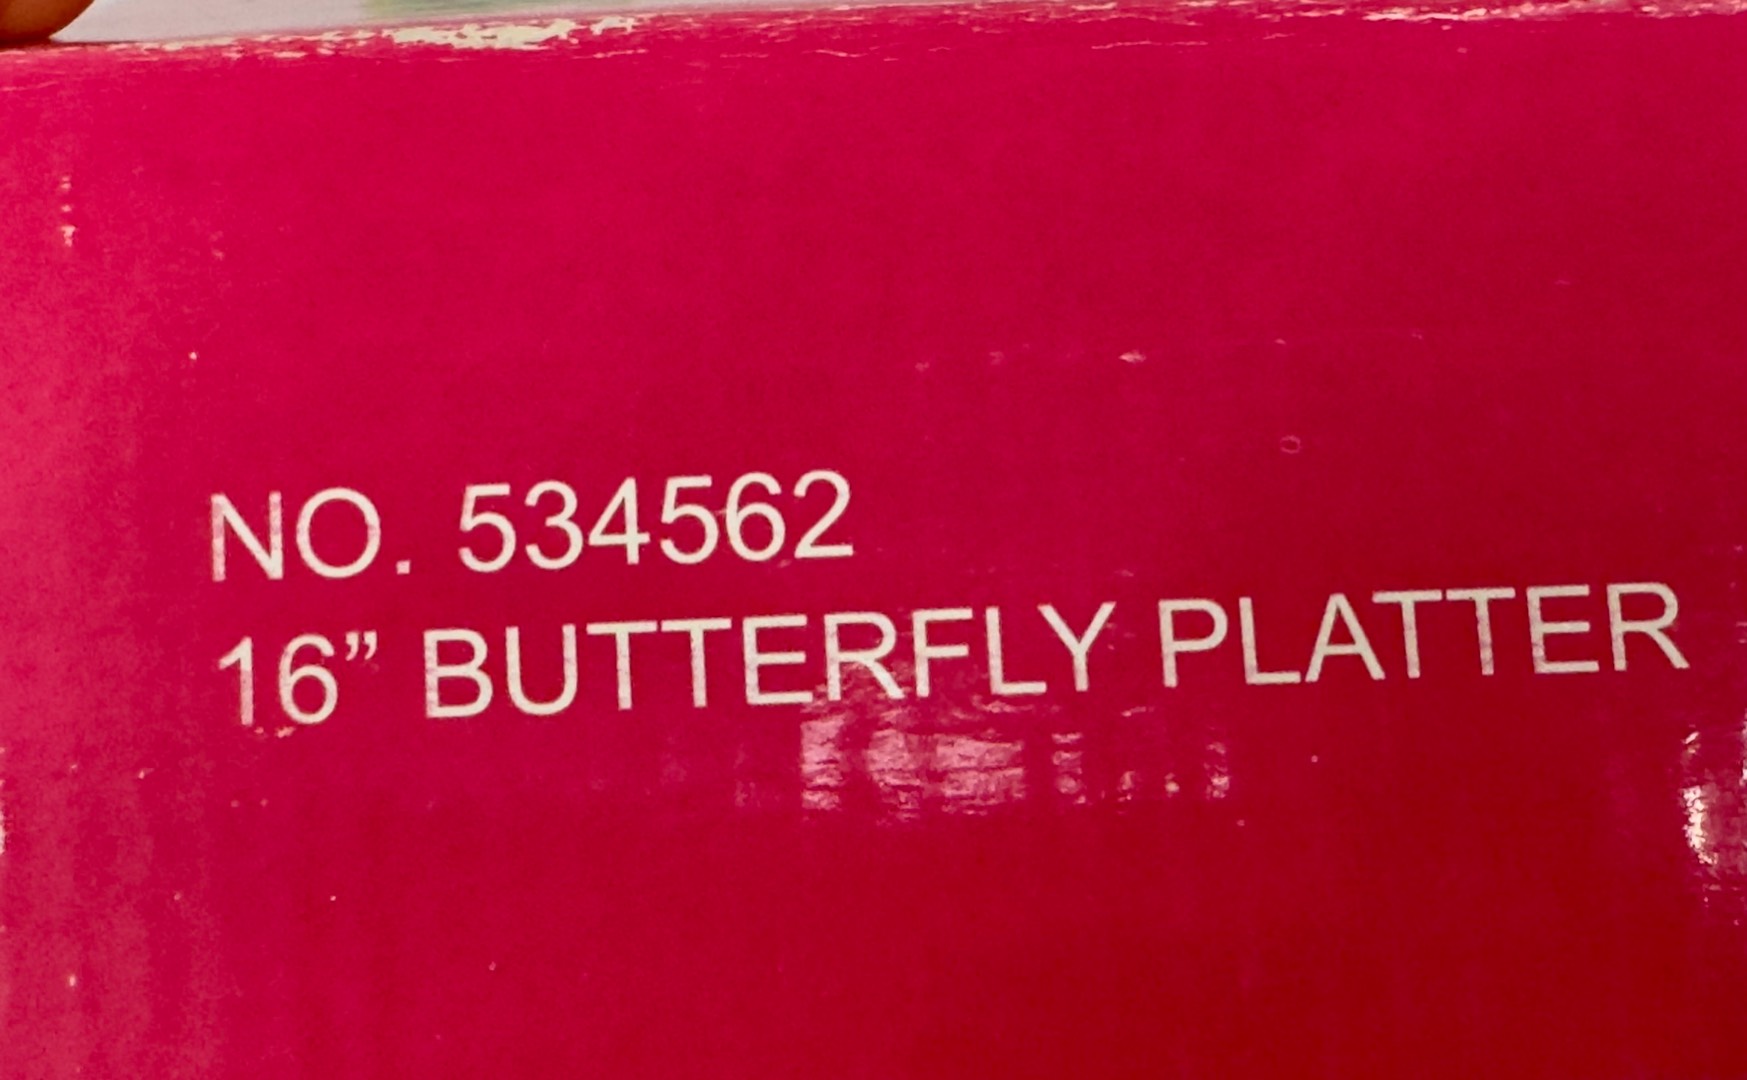 NO. 534562
16” BUTTERFLY PLATTER